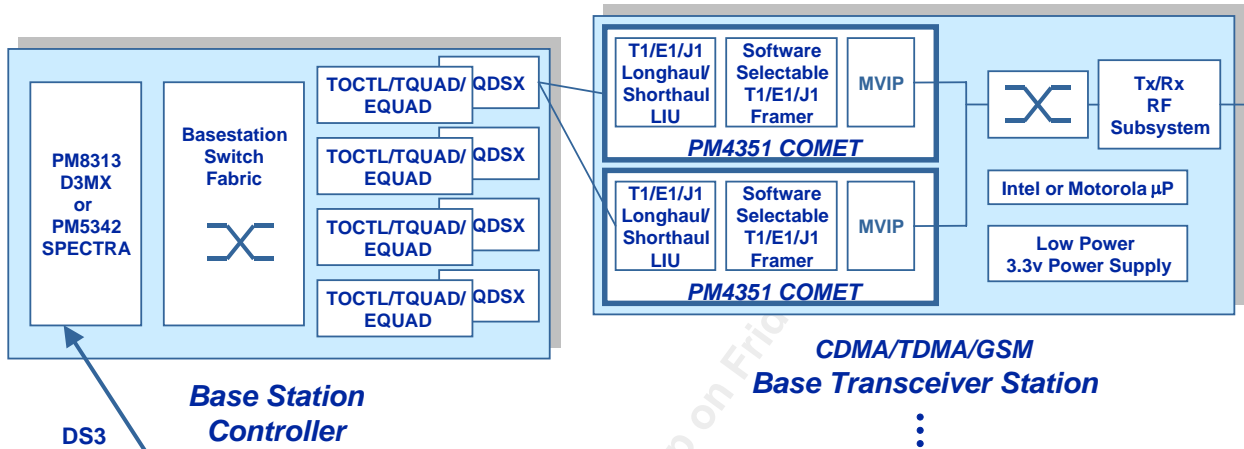 PM8313
D3MX
or
PM5342
SPECTRA
Basestation
Switch
Fabric
TOCTL/TQUAD/
EQUAD
QDSX
TOCTL/TQUAD/
EQUAD
QDSX
TOCTL/TQUAD/
EQUAD
QDSX
TOCTL/TQUAD/
EQUAD
QDSX
Base Station
Controller
DS3
T1/E1/J1
Longhaul/
Shorthaul
LIU
Software
Selectable
T1/E1/J1
Framer
MVIP
PM4351 COMET
T1/E1/J1
Longhaul/
Shorthaul
LIU
Software
Selectable
T1/E1/J1
Framer
MVIP
PM4351 COMET
Tx/Rx
RF
Subsystem
Intel or Motorola µP
Low Power
3.3v Power Supply
CDMA/TDMA/GSM
Base Transceiver Station
on